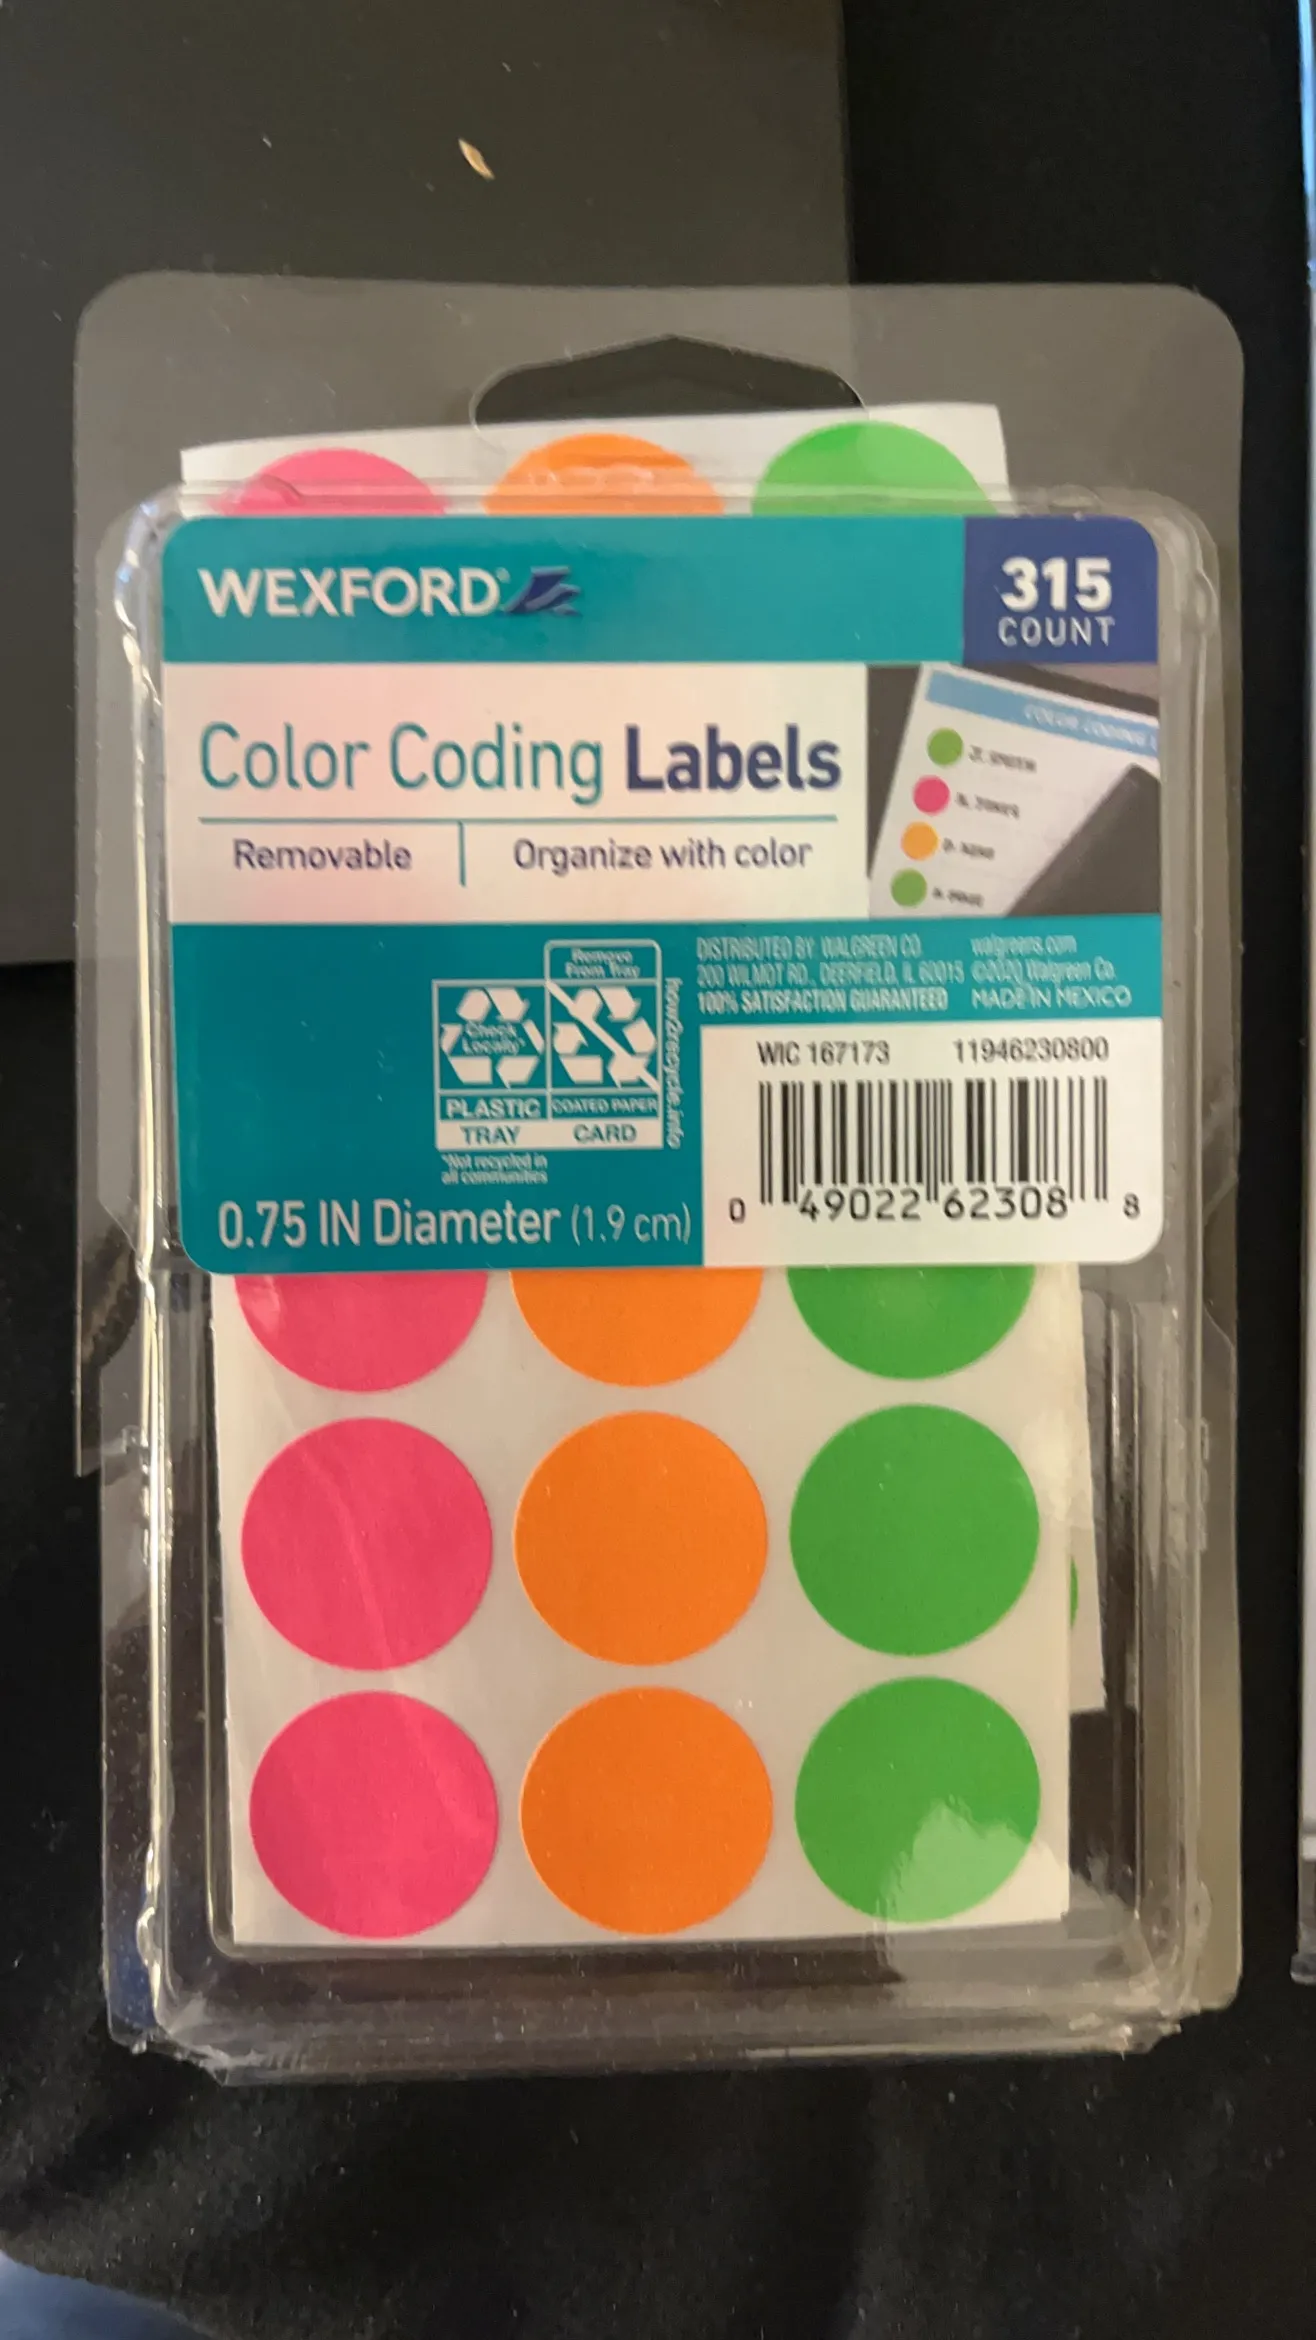 WEXFORD®
315
COUNT
Color Coding Labels
Removable
Organize with color
COLOR CODING
Remove
From Tray
Check
Locally*
PLASTIC
TRAY
COATED PAPER
CARD
*Not recycled in
all communities
how2recycle.info
DISTRIBUTED BY: WALGREEN CO.
200 WILMOT RD., DEERFIELD, IL 60015
100% SATISFACTION GUARANTEED
walgreens.com
©2020 Walgreen Co.
MADE IN MEXICO
WIC 167173 11946230800
0 49022 62308 8
0.75 IN Diameter (1.9 cm)